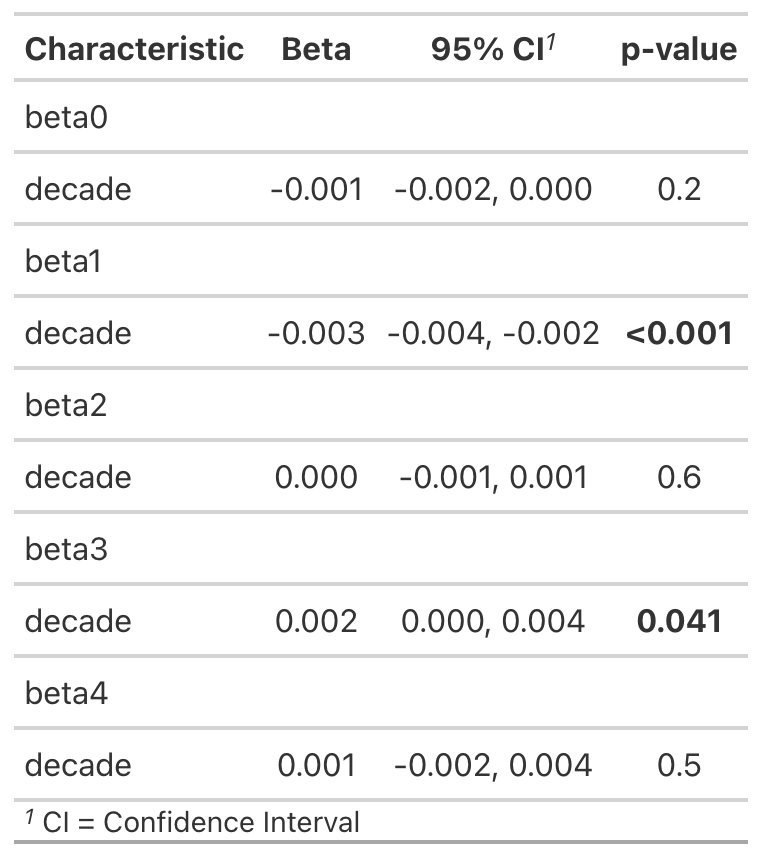 Characteristic Beta 95% CI1 p-value
beta0
decade -0.001 -0.002, 0.000 0.2
beta1
decade -0.003 -0.004, -0.002 <0.001
beta2
decade 0.000 -0.001, 0.001 0.6
beta3
decade 0.002 0.000, 0.004 0.041
beta4
decade 0.001 -0.002, 0.004 0.5
1 CI = Confidence Interval